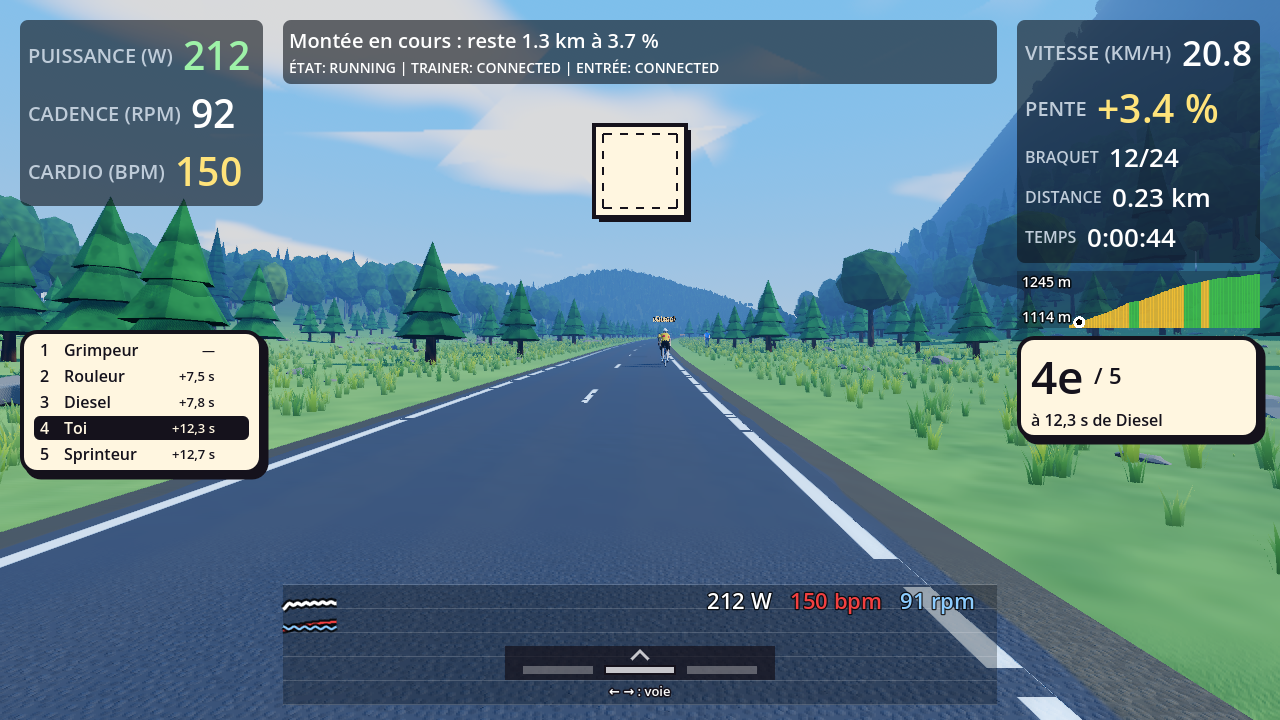 PUISSANCE (W) 212
CADENCE (RPM) 92
CARDIO (BPM) 150
Montée en cours : reste 1.3 km à 3.7 %
ÉTAT: RUNNING | TRAINER: CONNECTED | ENTRÉE: CONNECTED
VITESSE (KM/H) 20.8
PENTE +3.4 %
BRAQUET 12/24
DISTANCE 0.23 km
TEMPS 0:00:44
1245 m
1114 m
1 Grimpeur —
2 Rouleur +7,5 s
3 Diesel +7,8 s
4 Toi +12,3 s
5 Sprinteur +12,7 s
4e / 5
à 12,3 s de Diesel
212 W 150 bpm 91 rpm
← → : voie